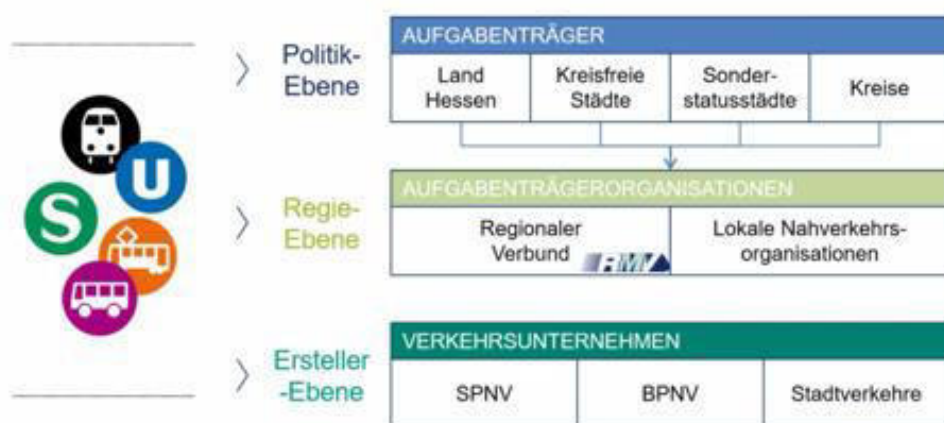 Politik-
Ebene
AUFGABENTRÄGER
Land
Hessen
Kreisfreie
Städte
Sonder-
statusstädte
Kreise
U
S
Regie-
Ebene
AUFGABENTRÄGERORGANISATIONEN
Regionaler
Verbund
RMV
Lokale Nahverkehrs-
organisationen
Ersteller
-Ebene
VERKEHRSUNTERNEHMEN
SPNV
BPNV
Stadtverkehre